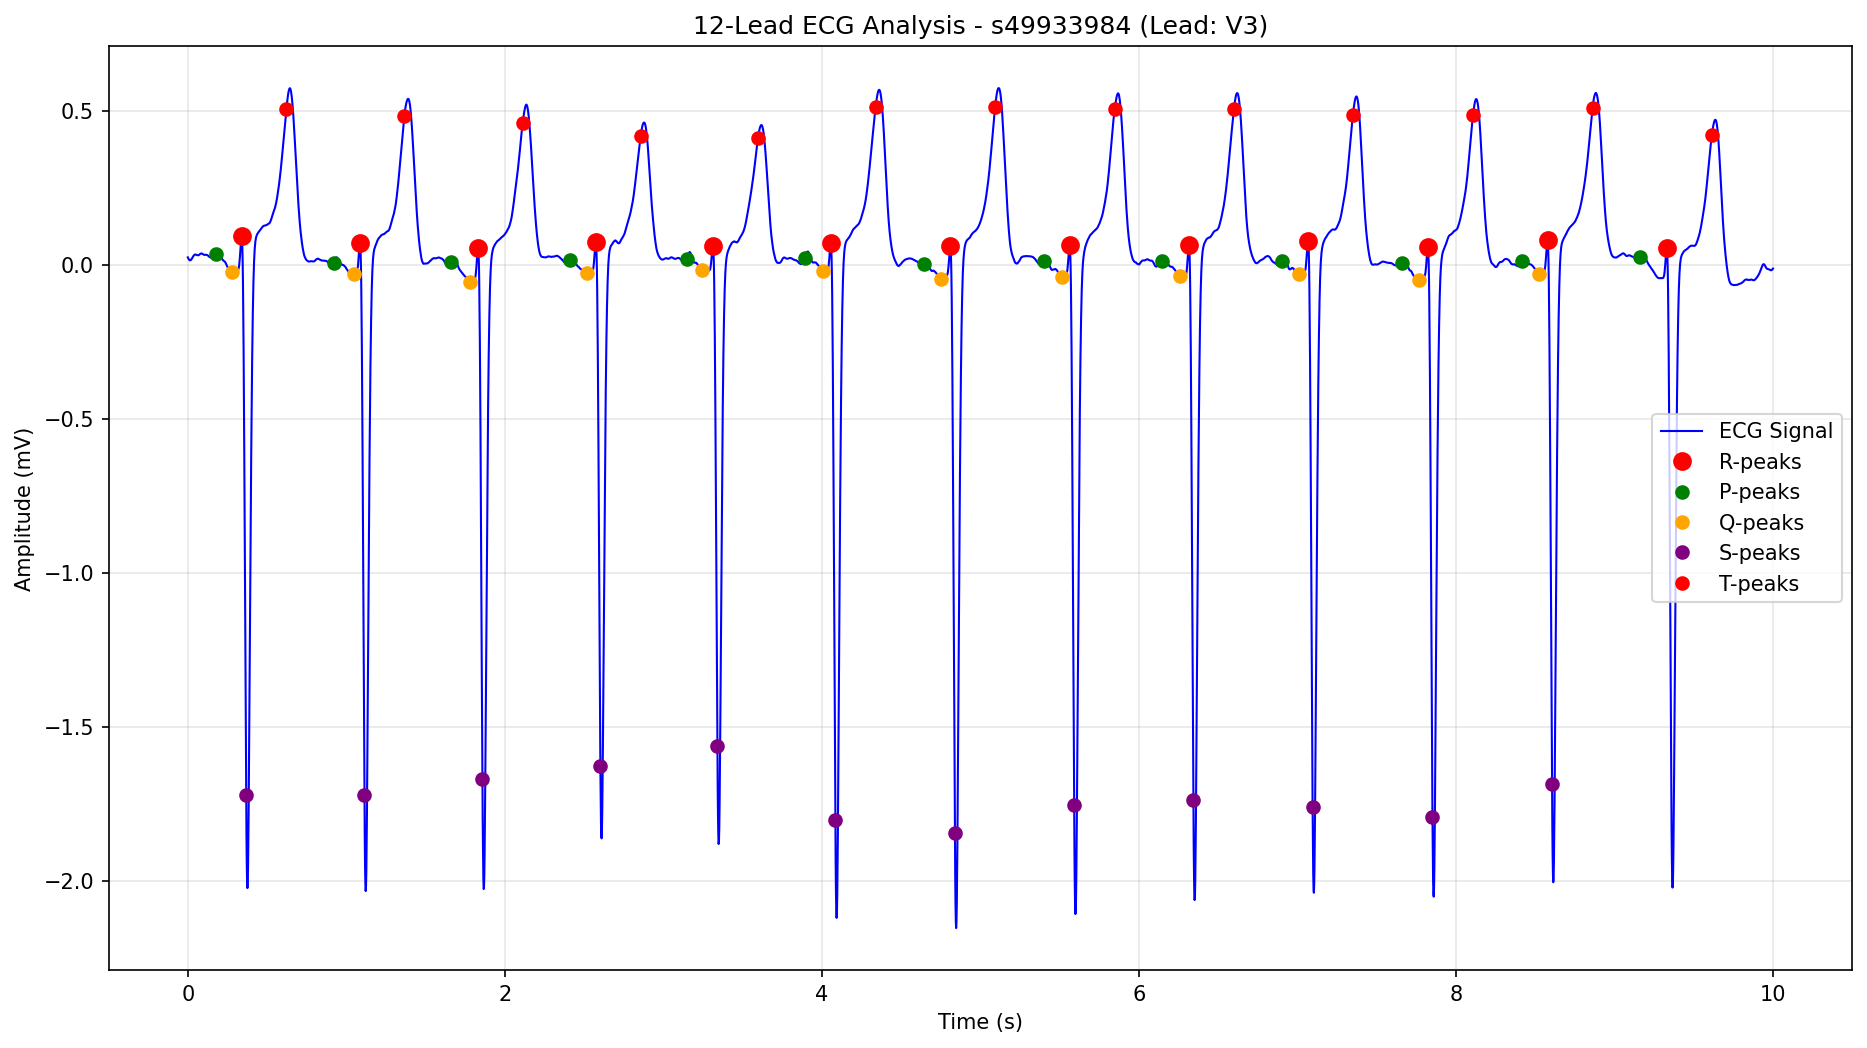 12-Lead ECG Analysis - s49933984 (Lead: V3)
Amplitude (mV)
0.5
0.0
−0.5
−1.0
−1.5
−2.0
ECG Signal
R-peaks
P-peaks
Q-peaks
S-peaks
T-peaks
0 2 4 6 8 10
Time (s)